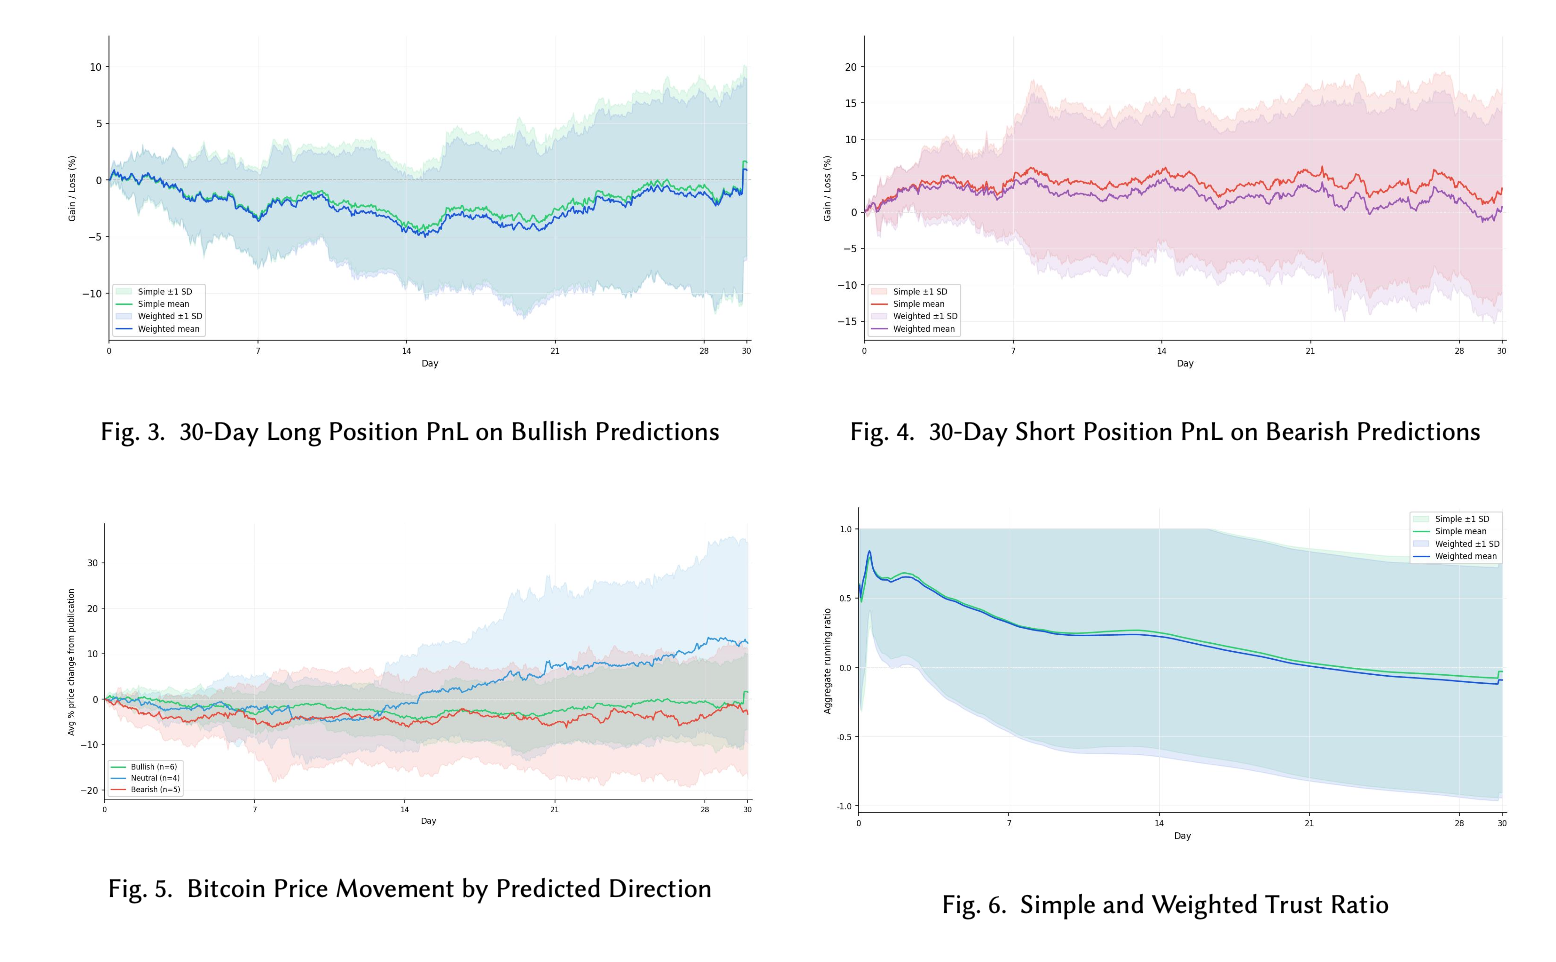 10
5
0
−5
−10
Gain / Loss (%)
Simple ±1 SD
Simple mean
Weighted ±1 SD
Weighted mean
0 7 14 21 28 30
Day
Fig. 3. 30-Day Long Position PnL on Bullish Predictions
20
15
10
5
0
−5
−10
−15
Gain / Loss (%)
Simple ±1 SD
Simple mean
Weighted ±1 SD
Weighted mean
0 7 14 21 28 30
Day
Fig. 4. 30-Day Short Position PnL on Bearish Predictions
30
20
10
0
−10
−20
Avg % price change from publication
Bullish (n=6)
Neutral (n=4)
Bearish (n=5)
0 7 14 21 28 30
Day
Fig. 5. Bitcoin Price Movement by Predicted Direction
1.0
0.5
0.0
-0.5
-1.0
Aggregate running ratio
Simple ±1 SD
Simple mean
Weighted ±1 SD
Weighted mean
0 7 14 21 28 30
Day
Fig. 6. Simple and Weighted Trust Ratio